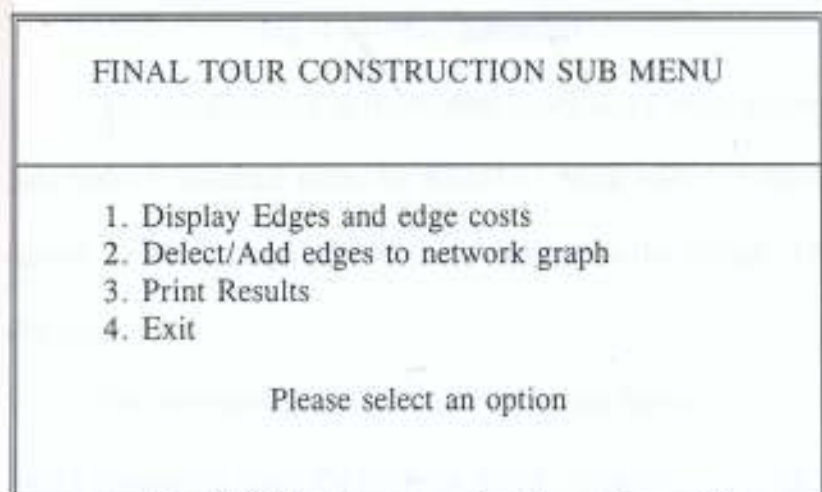 FINAL TOUR CONSTRUCTION SUB MENU
1. Display Edges and edge costs
2. Delect/Add edges to network graph
3. Print Results
4. Exit
Please select an option